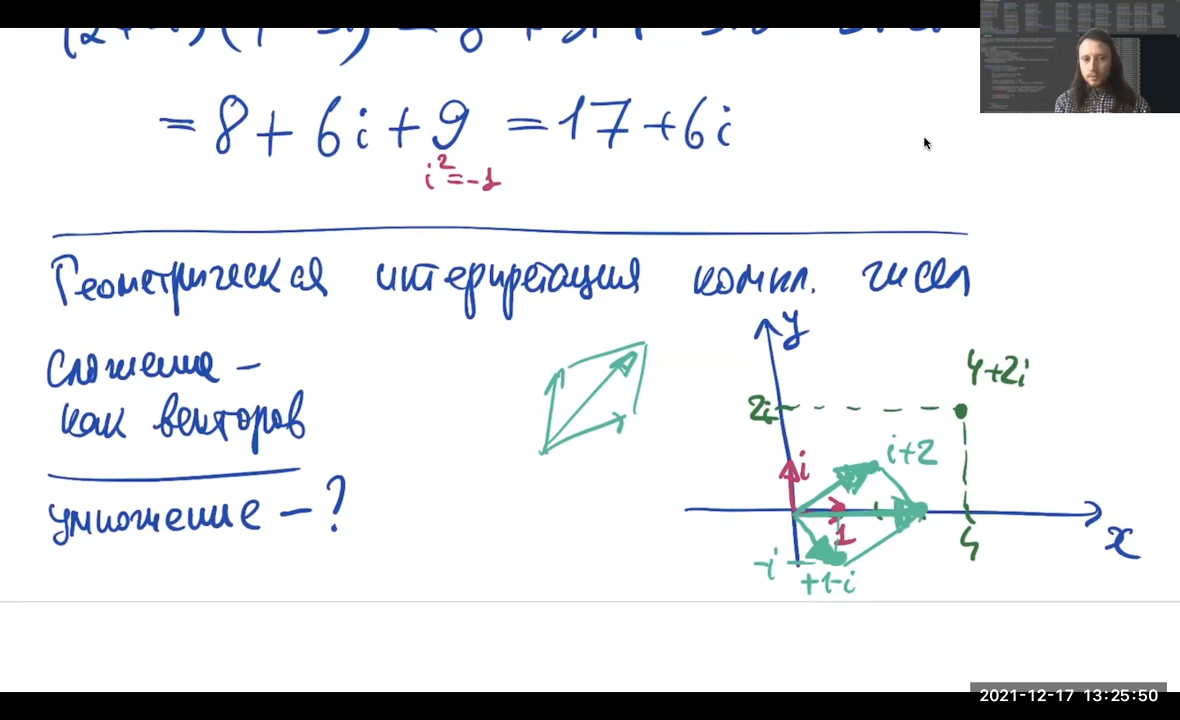 = 8 + 6i + 9 = 17 + 6i
i² = -1
Геометрическая интерпретация компл. чисел
сложение -
как векторов
умножение - ?
y
4+2i
2i
i
i+2
1
4
x
-i
+1-i
2021-12-17 13:25:50